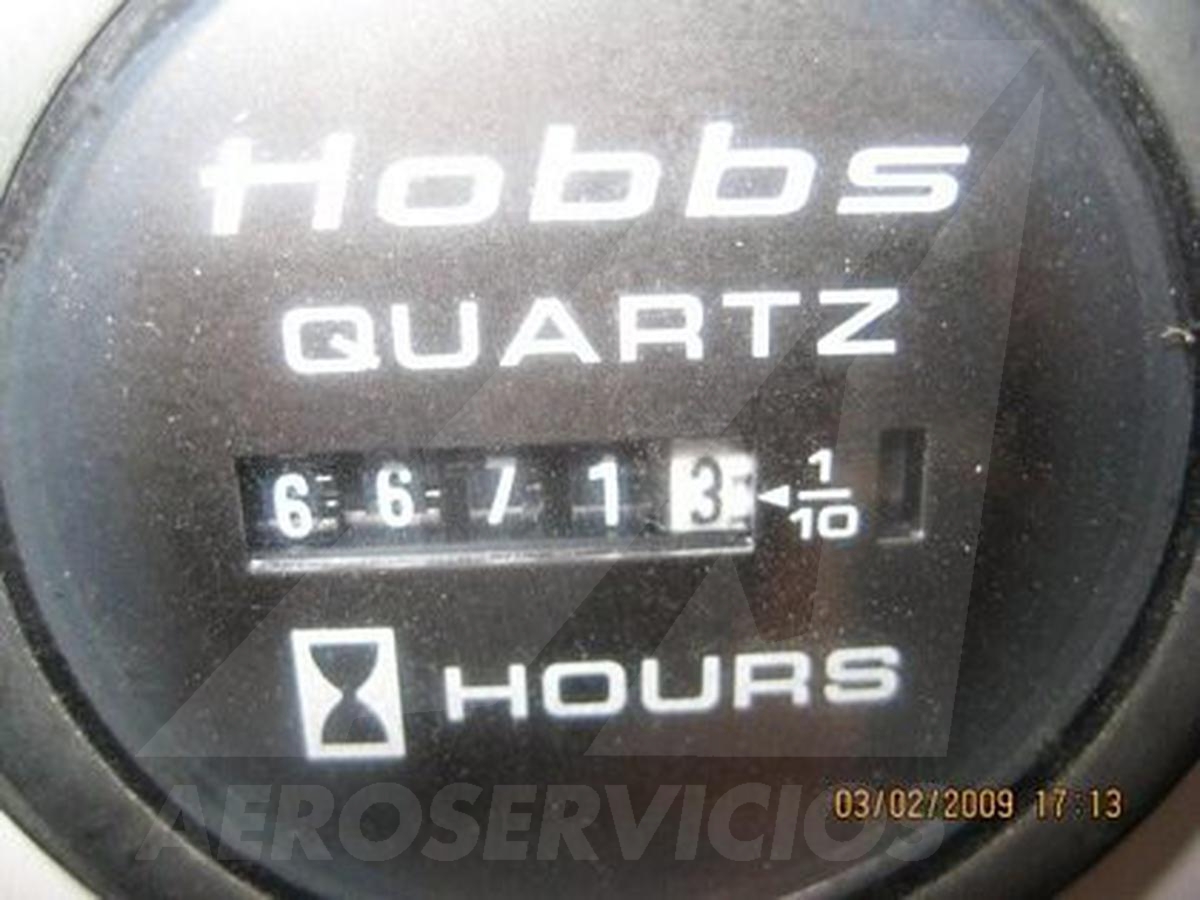 Hobbs
QUARTZ
6 6 7 1 3 ◄ 1/10
HOURS
03/02/2009 17:13
AEROSERVICIOS